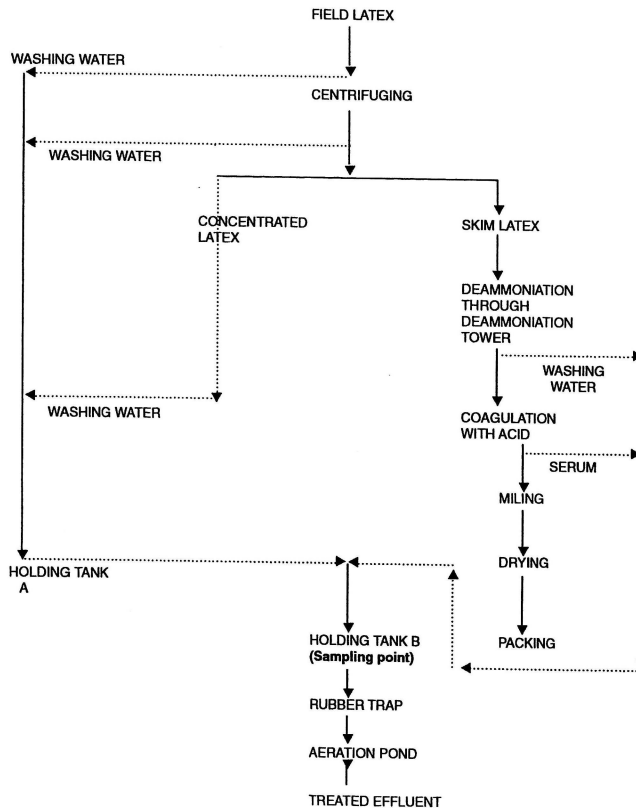 FIELD LATEX
WASHING WATER
CENTRIFUGING
WASHING WATER
CONCENTRATED
LATEX
SKIM LATEX
DEAMMONIATION
THROUGH
DEAMMONIATION
TOWER
WASHING
WATER
WASHING WATER
COAGULATION
WITH ACID
SERUM
MILING
DRYING
HOLDING TANK
A
HOLDING TANK B
(Sampling point)
PACKING
RUBBER TRAP
AERATION POND
TREATED EFFLUENT